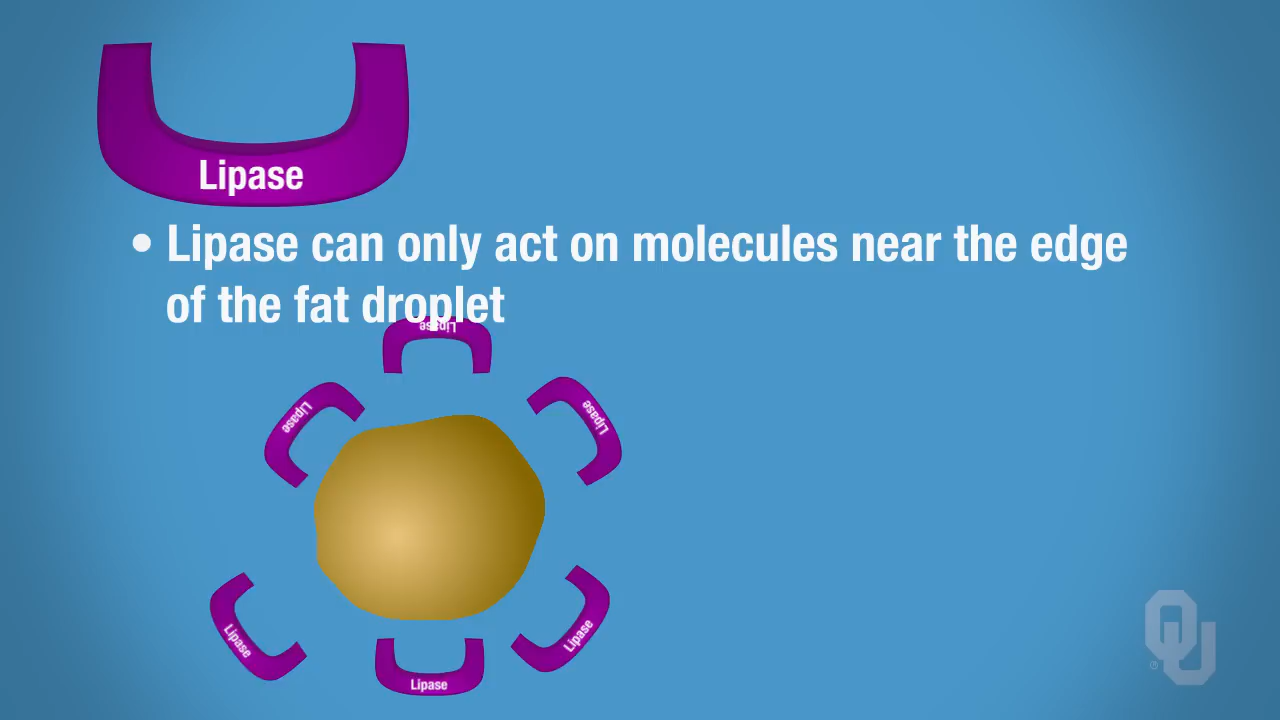 Lipase
• Lipase can only act on molecules near the edge
of the fat droplet
Lipase
Lipase
Lipase
Lipase
Lipase
Lipase
OU
®